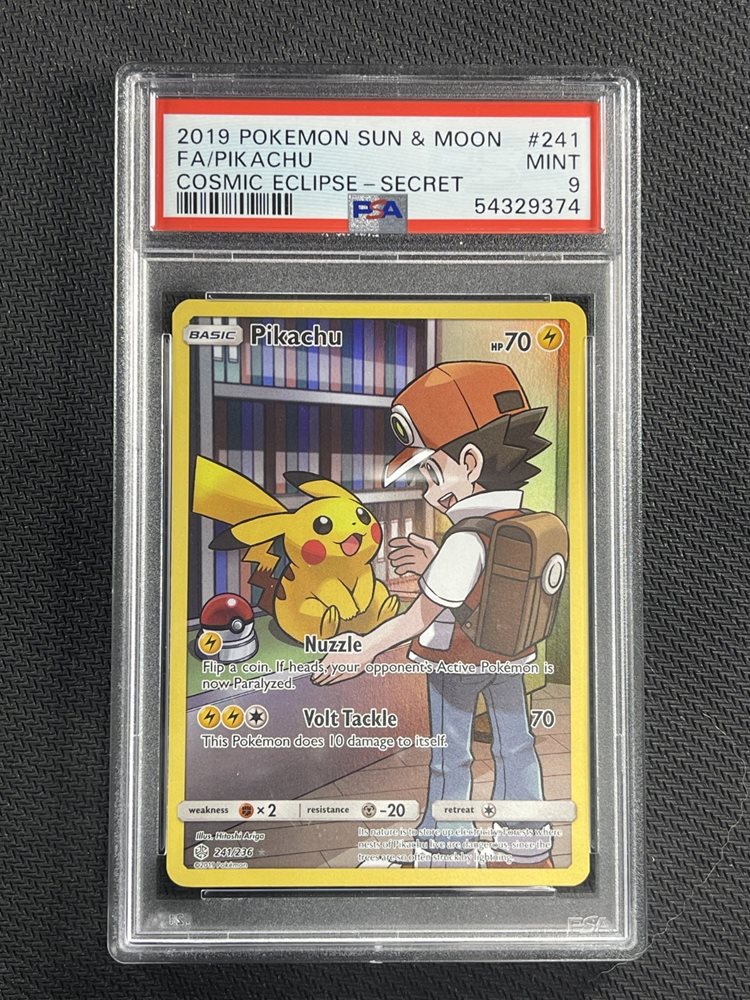 2019 POKEMON SUN & MOON #241
FA/PIKACHU MINT
COSMIC ECLIPSE – SECRET 9
PSA 54329374
BASIC Pikachu HP 70
Nuzzle
Flip a coin. If heads, your opponent's Active Pokémon is
now Paralyzed.
Volt Tackle 70
This Pokémon does 10 damage to itself.
weakness ×2 resistance -20 retreat
Illus. Hitoshi Ariga
241/236
©2019 Pokémon
Its nature is to store up electricity. Forests where
nests of Pikachu live are dangerous, since the
trees are so often struck by lightning.
PSA